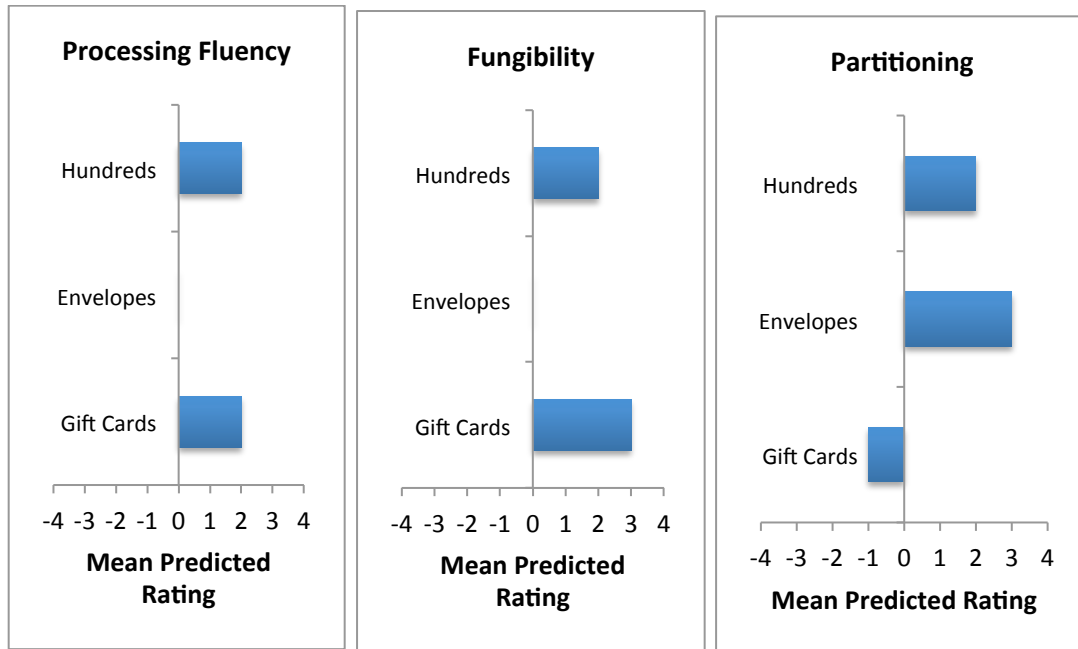 Processing Fluency
Hundreds
Envelopes
Gift Cards
-4 -3 -2 -1 0 1 2 3 4
Mean Predicted
Rating
Fungibility
Hundreds
Envelopes
Gift Cards
-4 -3 -2 -1 0 1 2 3 4
Mean Predicted
Rating
Partitioning
Hundreds
Envelopes
Gift Cards
-4 -3 -2 -1 0 1 2 3 4
Mean Predicted Rating